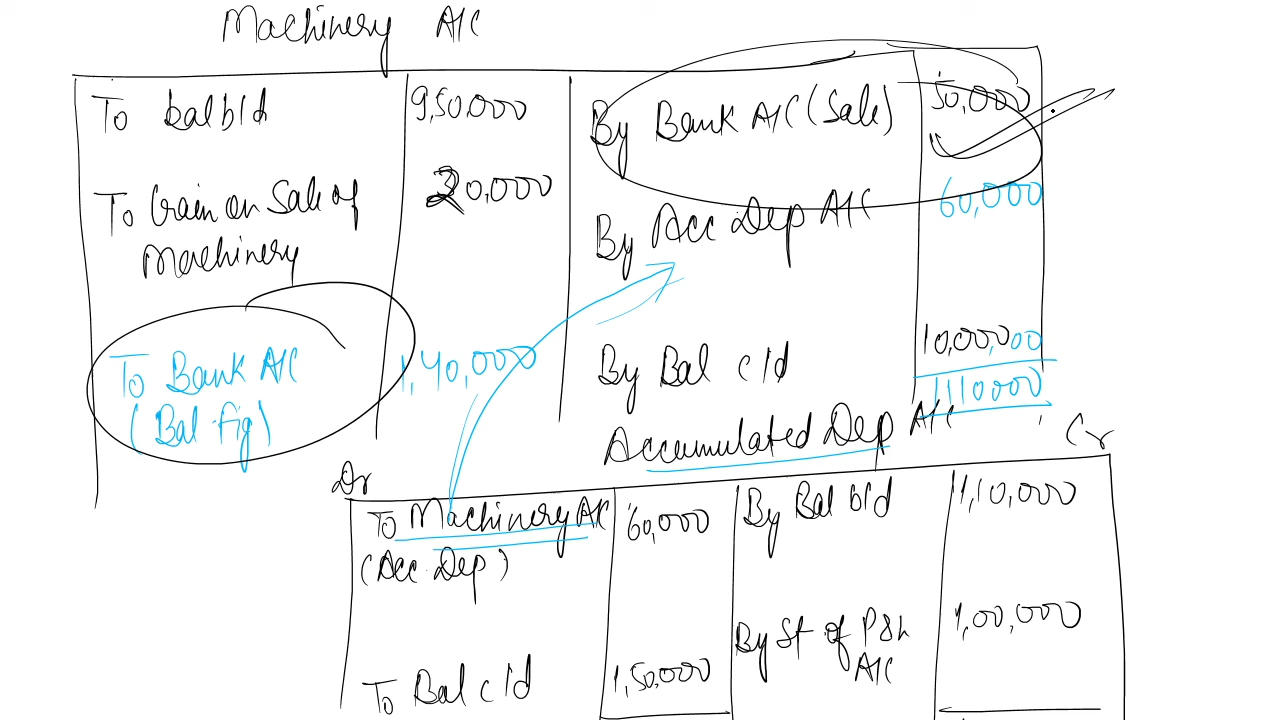 Machinery A/C
To bal b/d 9,50,000 By Bank A/C (Sale) 50,000
To Gain on Sale of 20,000 By Acc Dep A/C 60,000
Machinery
To Bank A/C 1,40,000 By Bal c/d 10,00,000
(Bal. fig) 1110000
Accumulated Dep A/C
Dr Cr
To Machinery A/C 60,000 By Bal b/d 1,10,000
(Acc. Dep)
By St of P&L 1,00,000
A/C
To Bal c/d 1,50,000